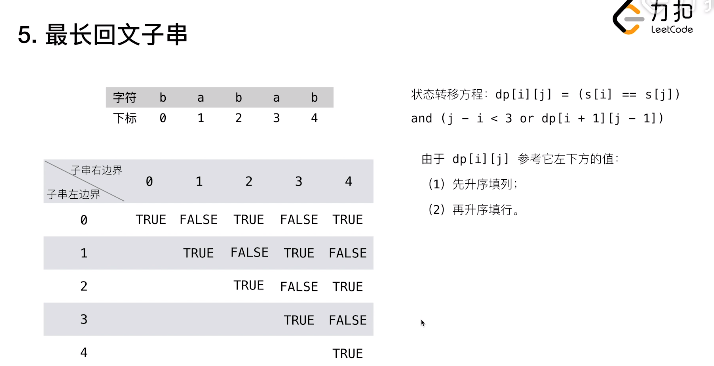 力扣
LeetCode
5. 最长回文子串
字符 b a b a b
下标 0 1 2 3 4
状态转移方程：dp[i][j] = (s[i] == s[j])
and (j - i < 3 or dp[i + 1][j - 1])
由于 dp[i][j] 参考它左下方的值：
（1）先升序填列；
（2）再升序填行。
子串右边界
子串左边界
0 1 2 3 4
0 TRUE FALSE TRUE FALSE TRUE
1 TRUE FALSE TRUE FALSE
2 TRUE FALSE TRUE
3 TRUE FALSE
4 TRUE